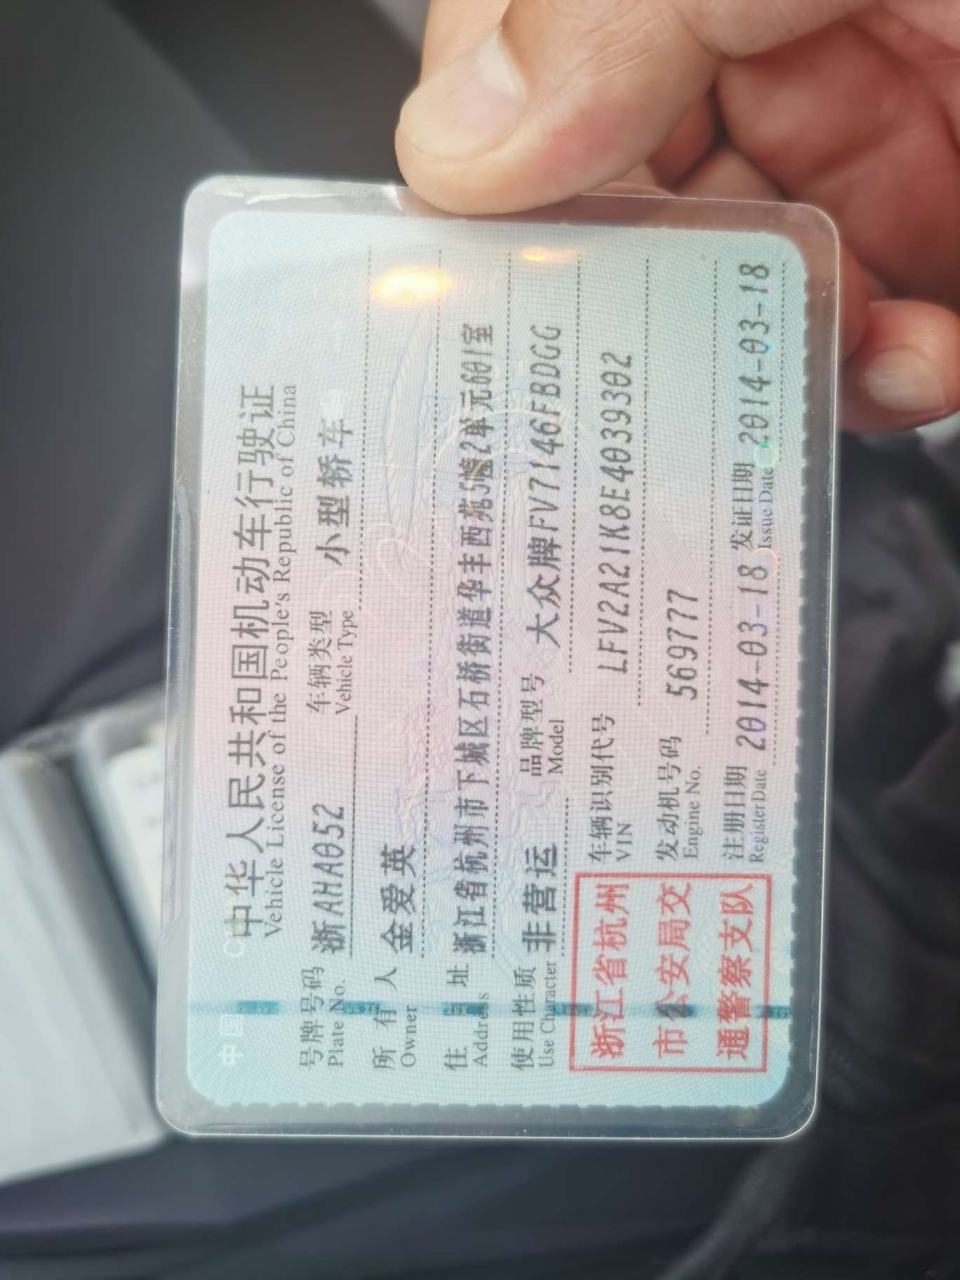 中华人民共和国机动车行驶证
Vehicle License of the People's Republic of China
号牌号码 浙AHA052 车辆类型 小型轿车
Plate No. Vehicle Type
所有人 金爱英
Owner
住址 浙江省杭州市下城区石桥街道华丰西苑5幢2单元601室
Address
使用性质 非营运 品牌型号 大众牌FV7146FBDGG
Use Character Model
浙江省杭州
市公安局交
通警察支队
车辆识别代号 LFV2A21K8E4039302
VIN
发动机号码 569777
Engine No.
注册日期 2014-03-18 发证日期 2014-03-18
Register Date Issue Date
中国